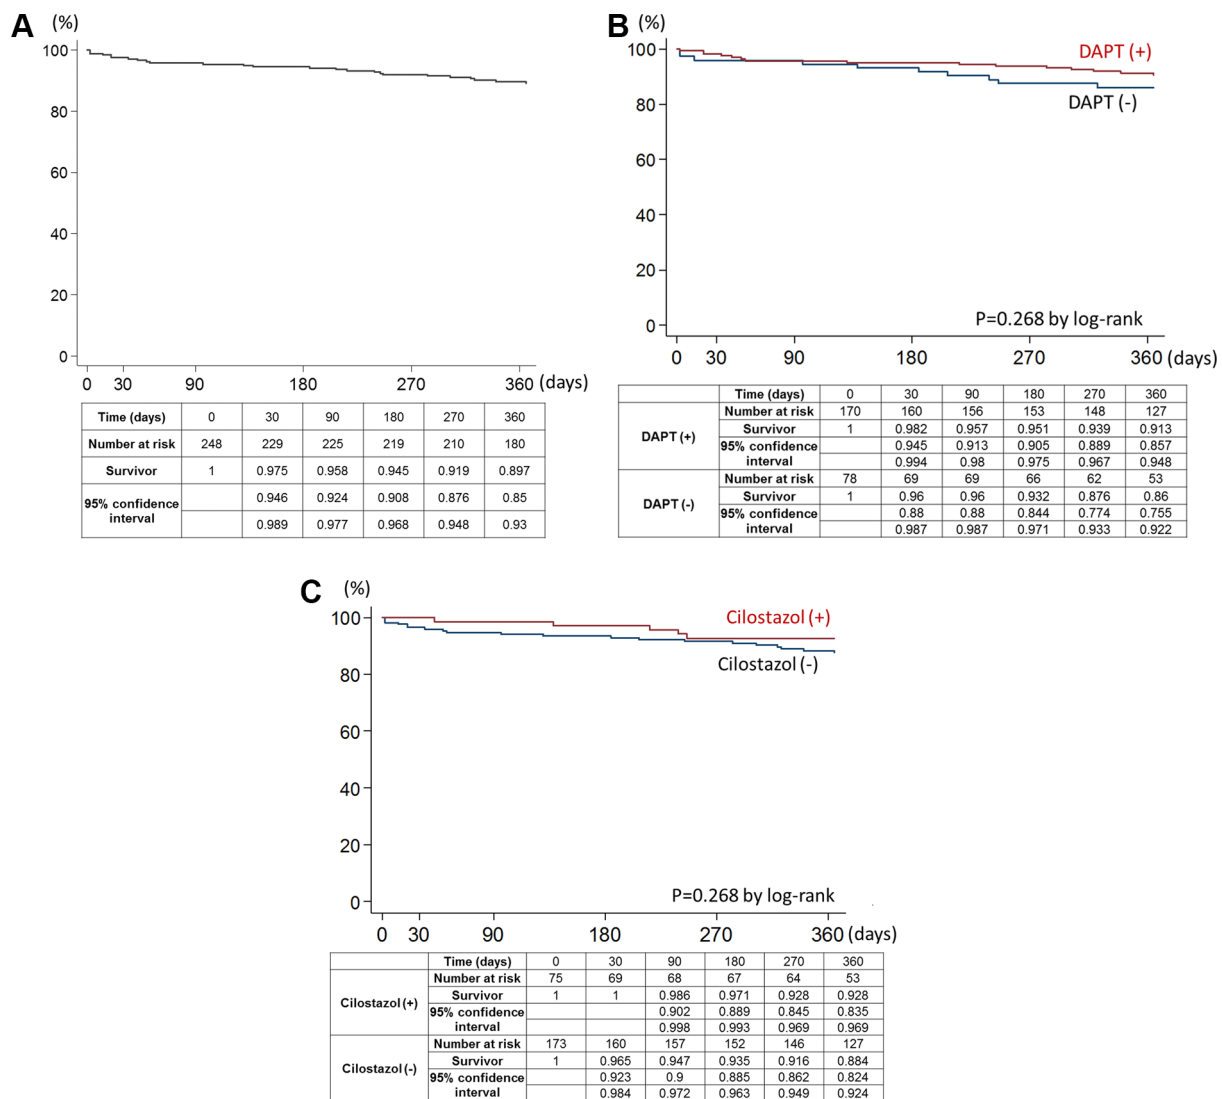 A (%)
100
80
60
40
20
0
0 30 90 180 270 360 (days)
Time (days) 0 30 90 180 270 360
Number at risk 248 229 225 219 210 180
Survivor 1 0.975 0.958 0.945 0.919 0.897
95% confidence interval 0.946 0.924 0.908 0.876 0.85
0.989 0.977 0.968 0.948 0.93
B (%)
100
80
60
40
20
0
DAPT (+)
DAPT (-)
P=0.268 by log-rank
0 30 90 180 270 360 (days)
Time (days) 0 30 90 180 270 360
DAPT (+)
Number at risk 170 160 156 153 148 127
Survivor 1 0.982 0.957 0.951 0.939 0.913
95% confidence 0.945 0.913 0.905 0.889 0.857
interval 0.994 0.98 0.975 0.967 0.948
DAPT (-)
Number at risk 78 69 69 66 62 53
Survivor 1 0.96 0.96 0.932 0.876 0.86
95% confidence 0.88 0.88 0.844 0.774 0.755
interval 0.987 0.987 0.971 0.933 0.922
C (%)
100
80
60
40
20
0
Cilostazol (+)
Cilostazol (-)
P=0.268 by log-rank
0 30 90 180 270 360 (days)
Time (days) 0 30 90 180 270 360
Cilostazol (+)
Number at risk 75 69 68 67 64 53
Survivor 1 1 0.986 0.971 0.928 0.928
95% confidence 0.902 0.889 0.845 0.835
interval 0.998 0.993 0.969 0.969
Cilostazol (-)
Number at risk 173 160 157 152 146 127
Survivor 1 0.965 0.947 0.935 0.916 0.884
95% confidence 0.923 0.9 0.885 0.862 0.824
interval 0.984 0.972 0.963 0.949 0.924